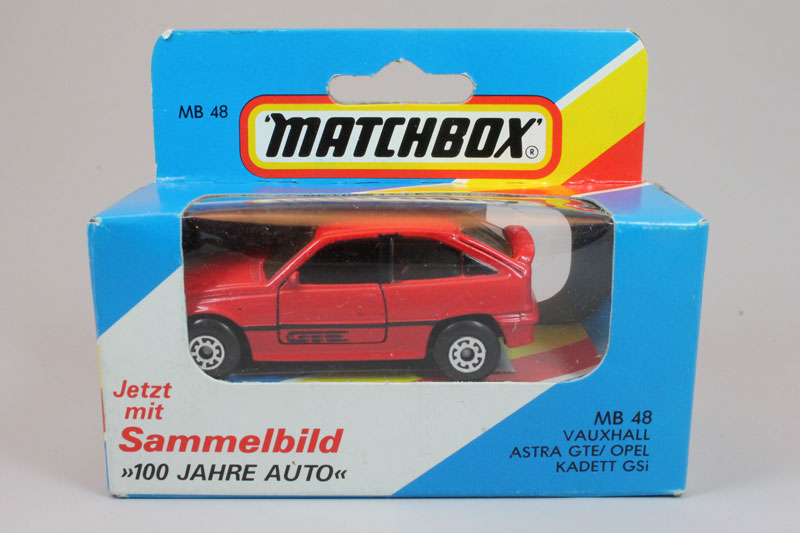 MB 48
'MATCHBOX'®
Jetzt
mit
Sammelbild
»100 JAHRE AUTO«
MB 48
VAUXHALL
ASTRA GTE/ OPEL
KADETT GSi